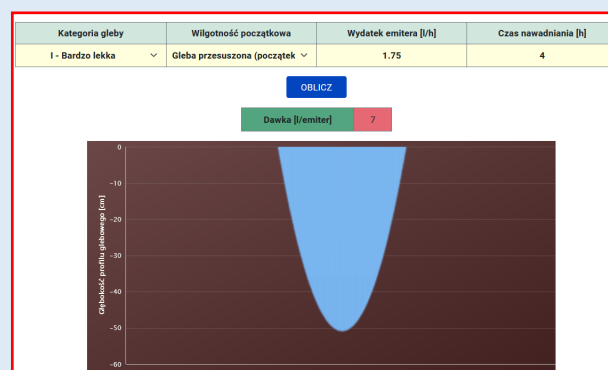 Kategoria gleby Wilgotność początkowa Wydatek emitera [l/h] Czas nawadniania [h]
I - Bardzo lekka Gleba przesuszona (początek 1.75 4
OBLICZ
Dawka [l/emiter] 7
Głębokość profilu glebowego [cm]
0
-10
-20
-30
-40
-50
-60